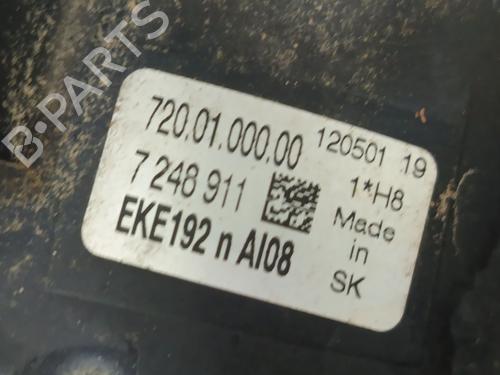 B-PARTS
720.01.000.00
120501 19
7 248 911
1*H8
EKE192 n AI08
Made
in
SK